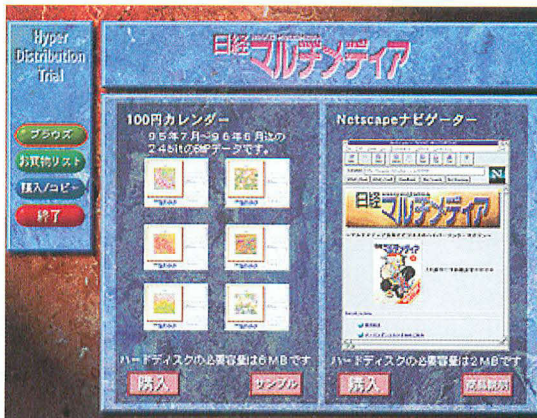 Hyper
Distribution
Trial
ブラウズ
お買物リスト
購入/コピー
終了
日経マルチメディア
100円カレンダー
95年7月〜96年6月迄の
24bitのBMPデータです。
ハードディスクの必要容量は6MBです
購入
サンプル
Netscapeナビゲーター
N
日経マルチメディア
ハードディスクの必要容量は2MBです
購入
商品説明